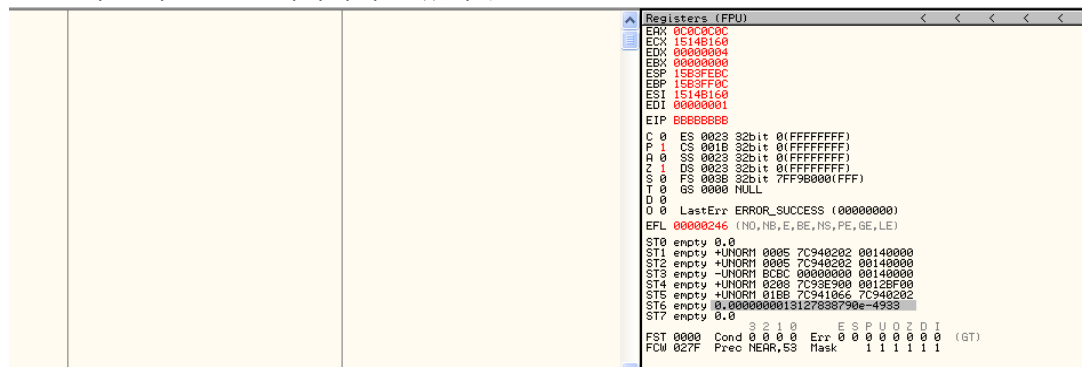 Registers (FPU) < < < < <
EAX 0C0C0C0C
ECX 1514B160
EDX 00000004
EBX 00000000
ESP 15B3FEBC
EBP 15B3FF0C
ESI 1514B160
EDI 00000001
EIP BBBBBBBB
C 0 ES 0023 32bit 0(FFFFFFFF)
P 1 CS 001B 32bit 0(FFFFFFFF)
A 0 SS 0023 32bit 0(FFFFFFFF)
Z 1 DS 0023 32bit 0(FFFFFFFF)
S 0 FS 003B 32bit 7FF9B000(FFF)
T 0 GS 0000 NULL
D 0
O 0 LastErr ERROR_SUCCESS (00000000)
EFL 00000246 (NO,NB,E,BE,NS,PE,GE,LE)
ST0 empty 0.0
ST1 empty +UNORM 0005 7C940202 00140000
ST2 empty +UNORM 0005 7C940202 00140000
ST3 empty -UNORM BCBC 00000000 00140000
ST4 empty +UNORM 0208 7C93E900 0012BF00
ST5 empty +UNORM 01BB 7C941066 7C940202
ST6 empty 0.0000000013127838790e-4933
ST7 empty 0.0
3 2 1 0 E S P U O Z D I
FST 0000 Cond 0 0 0 0 Err 0 0 0 0 0 0 0 0 (GT)
FCW 027F Prec NEAR,53 Mask 1 1 1 1 1 1